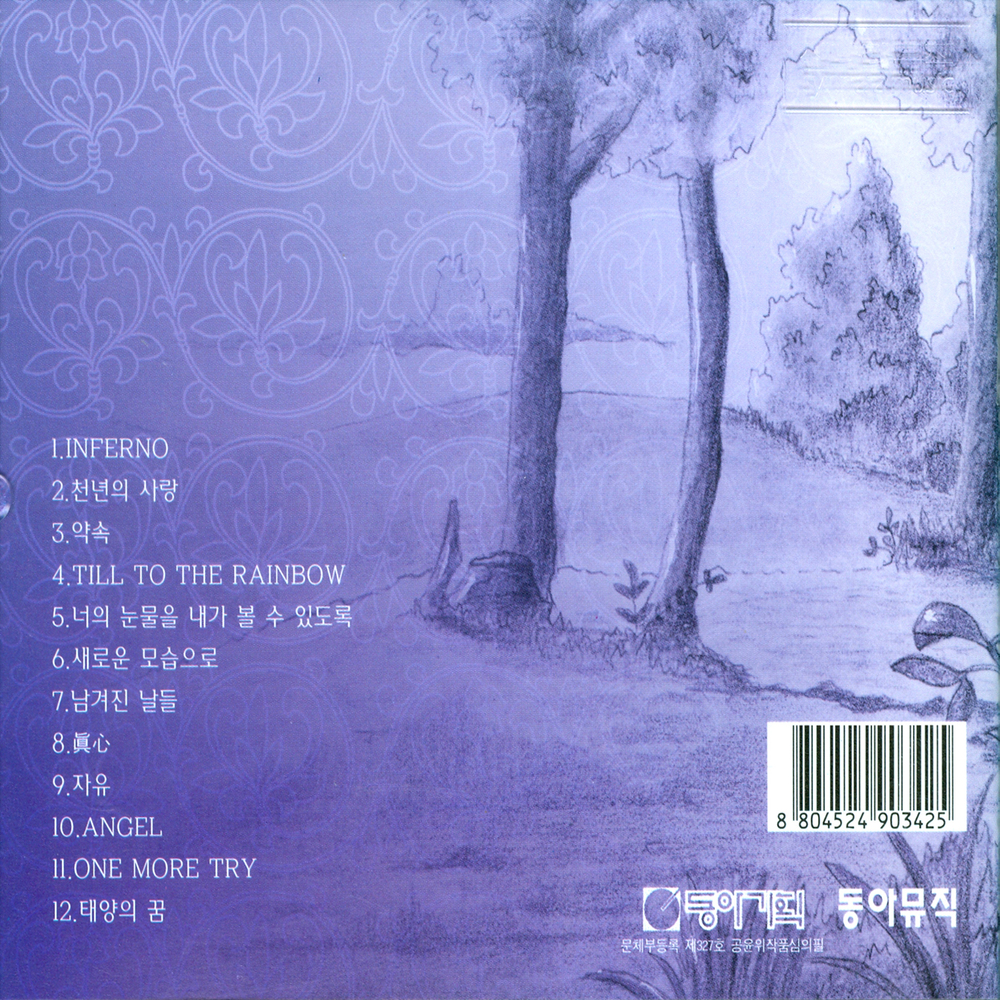 1.INFERNO
2.천년의 사랑
3.약속
4.TILL TO THE RAINBOW
5.너의 눈물을 내가 볼 수 있도록
6.새로운 모습으로
7.남겨진 날들
8.眞心
9.자유
10.ANGEL
11.ONE MORE TRY
12.태양의 꿈
8 804524 903425
동아기획 동아뮤직
문체부등록 제327호 공윤위작품심의필